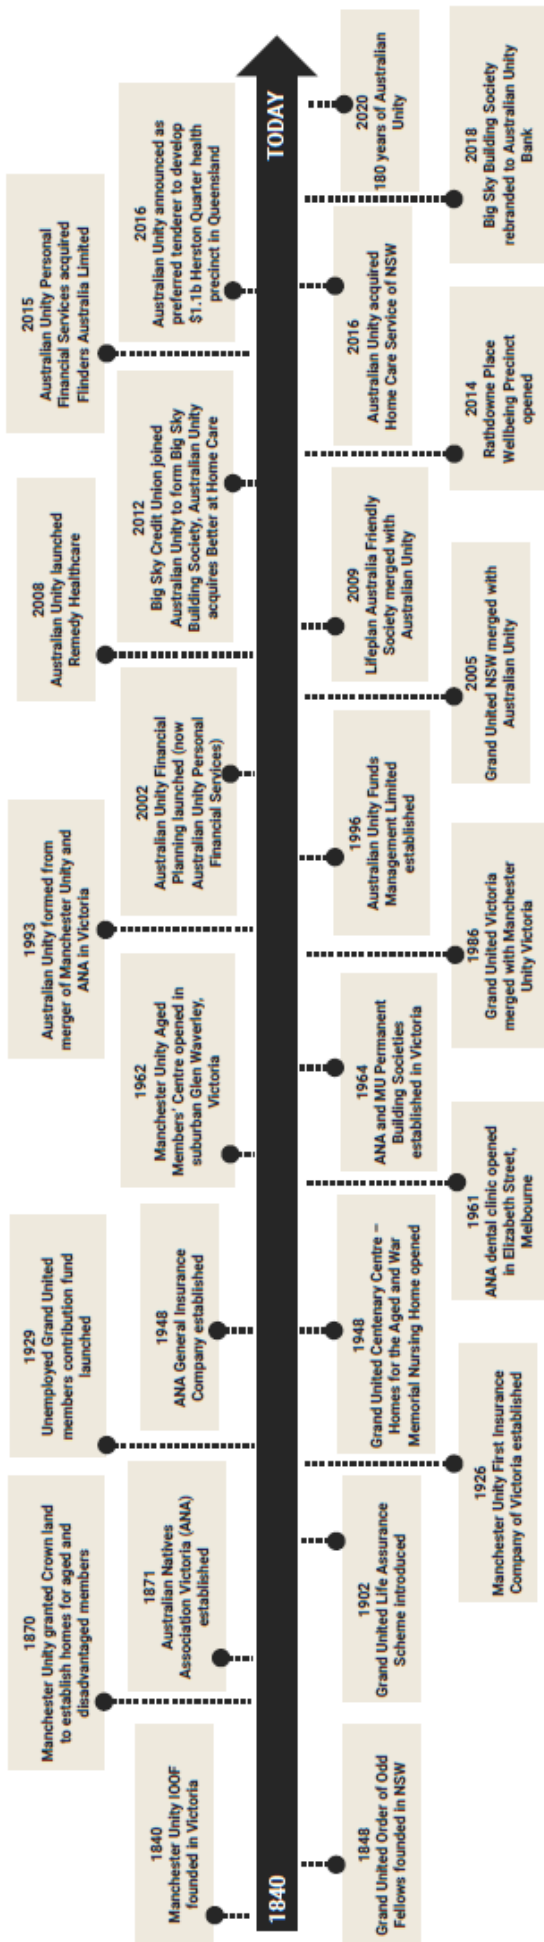 1840
Manchester Unity IOOF
founded in Victoria
1848
Grand United Order of Odd
Fellows founded in NSW
1870
Manchester Unity granted Crown land
to establish homes for aged and
disadvantaged members
1871
Australian Natives
Association Victoria (ANA)
established
1902
Grand United Life Assurance
Scheme introduced
1926
Manchester Unity First Insurance
Company of Victoria established
1929
Unemployed Grand United
members contribution fund
launched
1948
ANA General Insurance
Company established
1948
Grand United Centenary Centre –
Homes for the Aged and War
Memorial Nursing Home opened
1961
ANA dental clinic opened
in Elizabeth Street,
Melbourne
1962
Manchester Unity Aged
Members' Centre opened in
suburban Glen Waverley,
Victoria
1964
ANA and MU Permanent
Building Societies
established in Victoria
1986
Grand United Victoria
merged with Manchester
Unity Victoria
1993
Australian Unity formed from
merger of Manchester Unity and
ANA in Victoria
1996
Australian Unity Funds
Management Limited
established
2002
Australian Unity Financial
Planning launched (now
Australian Unity Personal
Financial Services)
2005
Grand United NSW merged with
Australian Unity
2008
Australian Unity launched
Remedy Healthcare
2009
Lifeplan Australia Friendly
Society merged with
Australian Unity
2012
Big Sky Credit Union joined
Australian Unity to form Big Sky
Building Society, Australian Unity
acquires Better at Home Care
2014
Rathdowne Place
Wellbeing Precinct
opened
2015
Australian Unity Personal
Financial Services acquired
Flinders Australia Limited
2016
Australian Unity announced as
preferred tenderer to develop
$1.1b Herston Quarter health
precinct in Queensland
2016
Australian Unity acquired
Home Care Service of NSW
2018
Big Sky Building Society
rebranded to Australian Unity
Bank
2020
180 years of Australian
Unity
1840
TODAY